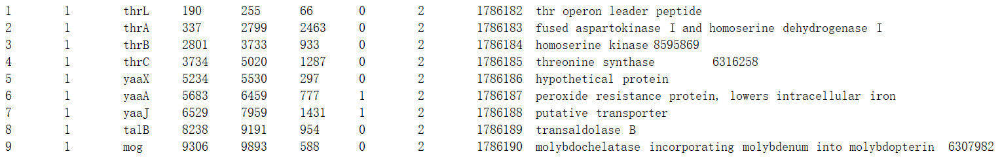 1 1 thrL 190 255 66 0 2 1786182 thr operon leader peptide
2 1 thrA 337 2799 2463 0 2 1786183 fused aspartokinase I and homoserine dehydrogenase I
3 1 thrB 2801 3733 933 0 2 1786184 homoserine kinase 8595869
4 1 thrC 3734 5020 1287 0 2 1786185 threonine synthase 6316258
5 1 yaaX 5234 5530 297 0 2 1786186 hypothetical protein
6 1 yaaA 5683 6459 777 1 2 1786187 peroxide resistance protein, lowers intracellular iron
7 1 yaaJ 6529 7959 1431 1 2 1786188 putative transporter
8 1 talB 8238 9191 954 0 2 1786189 transaldolase B
9 1 mog 9306 9893 588 0 2 1786190 molybdochelatase incorporating molybdenum into molybdopterin 6307982